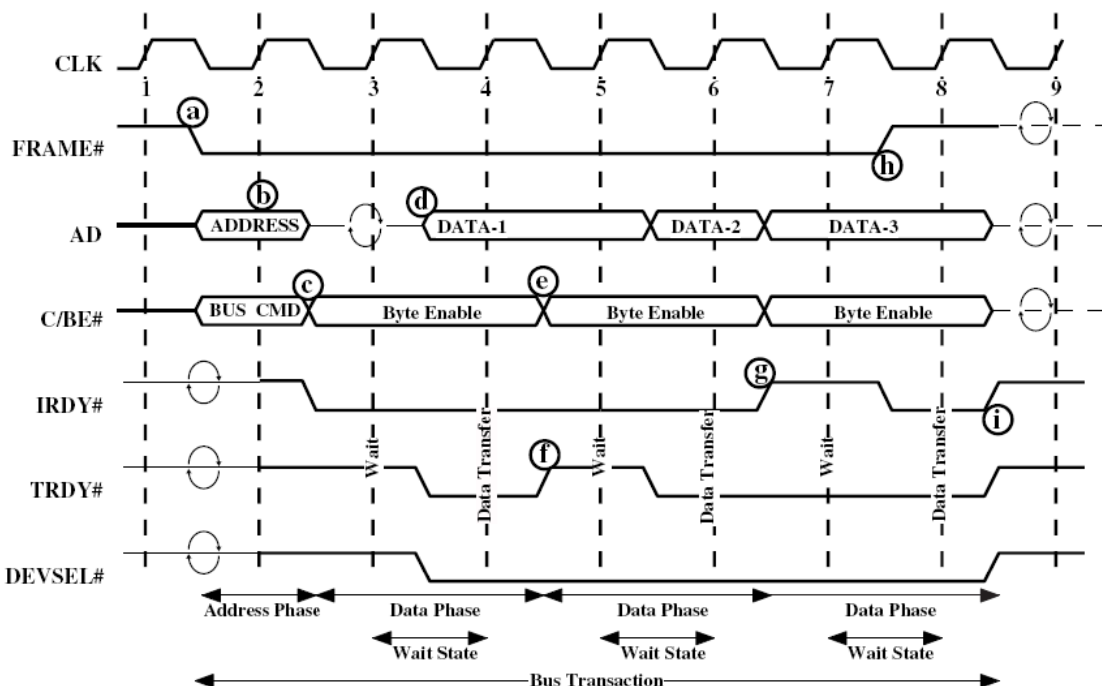 CLK
1 2 3 4 5 6 7 8 9
a
FRAME#
h
b
d
AD
ADDRESS
DATA-1
DATA-2
DATA-3
c
e
C/BE#
BUS CMD
Byte Enable
Byte Enable
Byte Enable
g
IRDY#
i
Wait
Data Transfer
Wait
Data Transfer
Wait
Data Transfer
f
TRDY#
DEVSEL#
Address Phase
Data Phase
Data Phase
Data Phase
Wait State
Wait State
Wait State
Bus Transaction